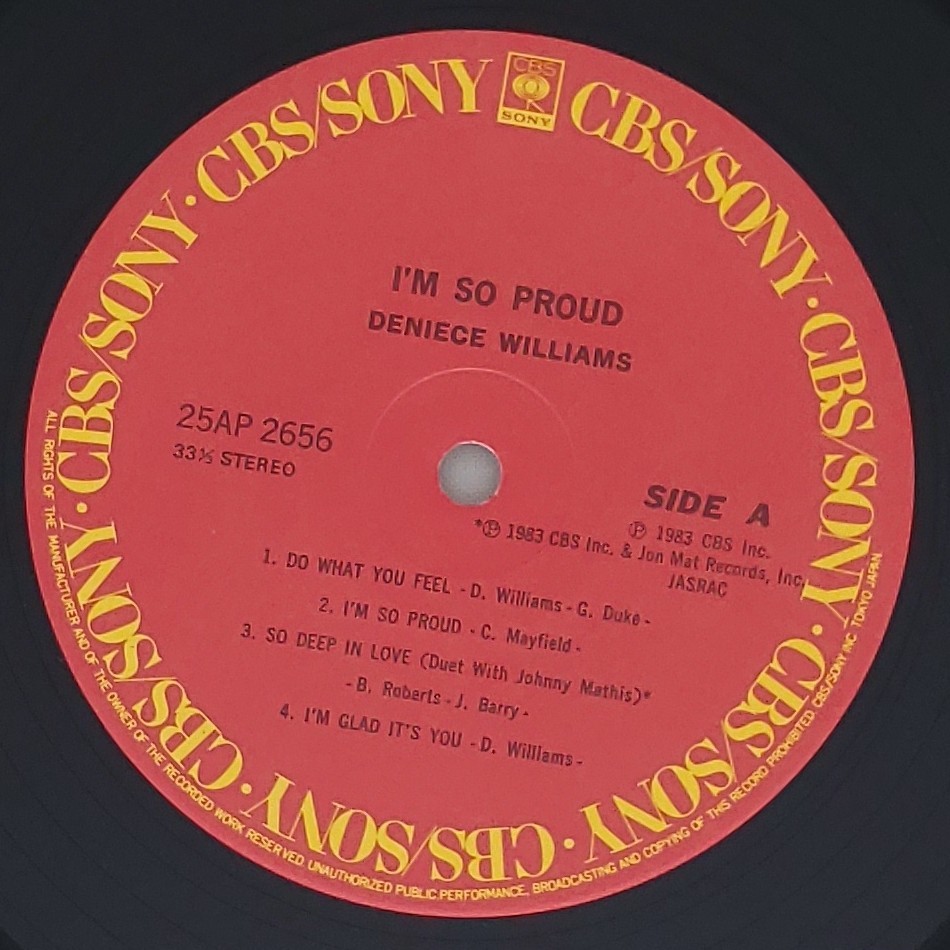 CBS
SONY
CBS/SONY · CBS/SONY · CBS/SONY · CBS/SONY · CBS/SONY · CBS/SONY · CBS/SONY · CBS/SONY
I'M SO PROUD
DENIECE WILLIAMS
25AP 2656
33⅓ STEREO
SIDE A
Ⓟ 1983 CBS Inc.
*Ⓟ 1983 CBS Inc. & Jon Mat Records, Inc.
JASRAC
1. DO WHAT YOU FEEL - D. Williams - G. Duke -
2. I'M SO PROUD - C. Mayfield -
3. SO DEEP IN LOVE (Duet With Johnny Mathis)*
- B. Roberts - J. Barry -
4. I'M GLAD IT'S YOU - D. Williams -
ALL RIGHTS OF THE MANUFACTURER AND OF THE OWNER OF THE RECORDED WORK RESERVED. UNAUTHORIZED PUBLIC PERFORMANCE, BROADCASTING AND COPYING OF THIS RECORD PROHIBITED. CBS/SONY INC. TOKYO JAPAN